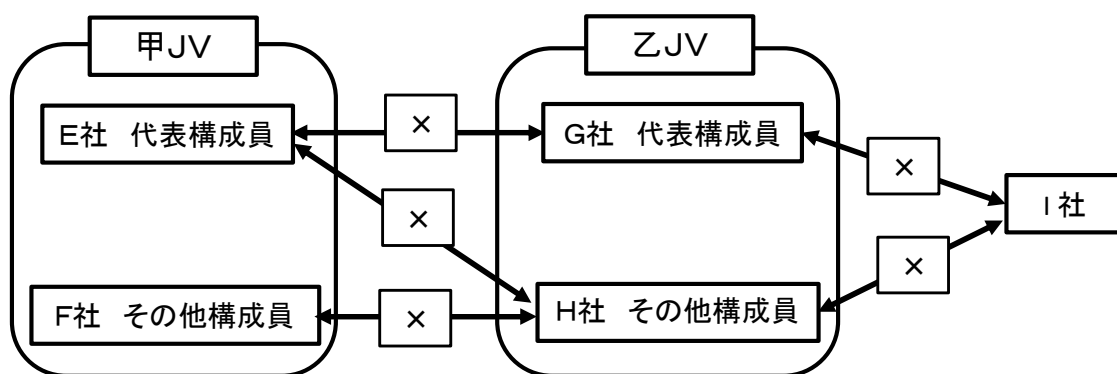 甲JV
乙JV
E社　代表構成員
×
G社　代表構成員
×
I社
×
×
F社　その他構成員
×
H社　その他構成員